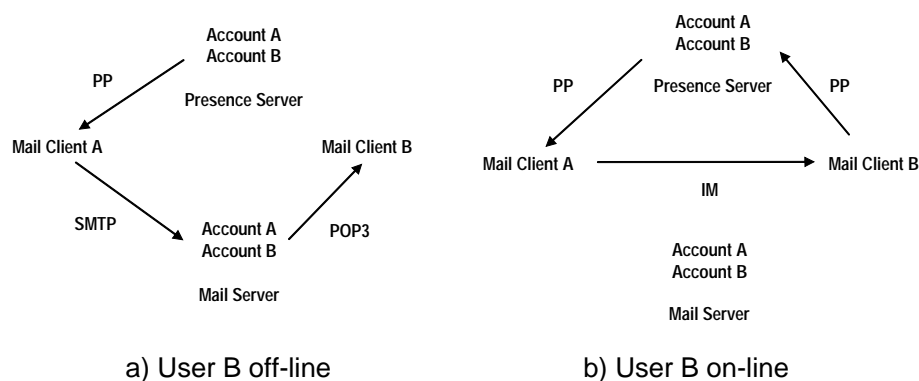 Account A
Account B
PP
Presence Server
Mail Client A
Mail Client B
SMTP
Account A
Account B
POP3
Mail Server
a) User B off-line
Account A
Account B
PP
Presence Server
PP
Mail Client A
Mail Client B
IM
Account A
Account B
Mail Server
b) User B on-line